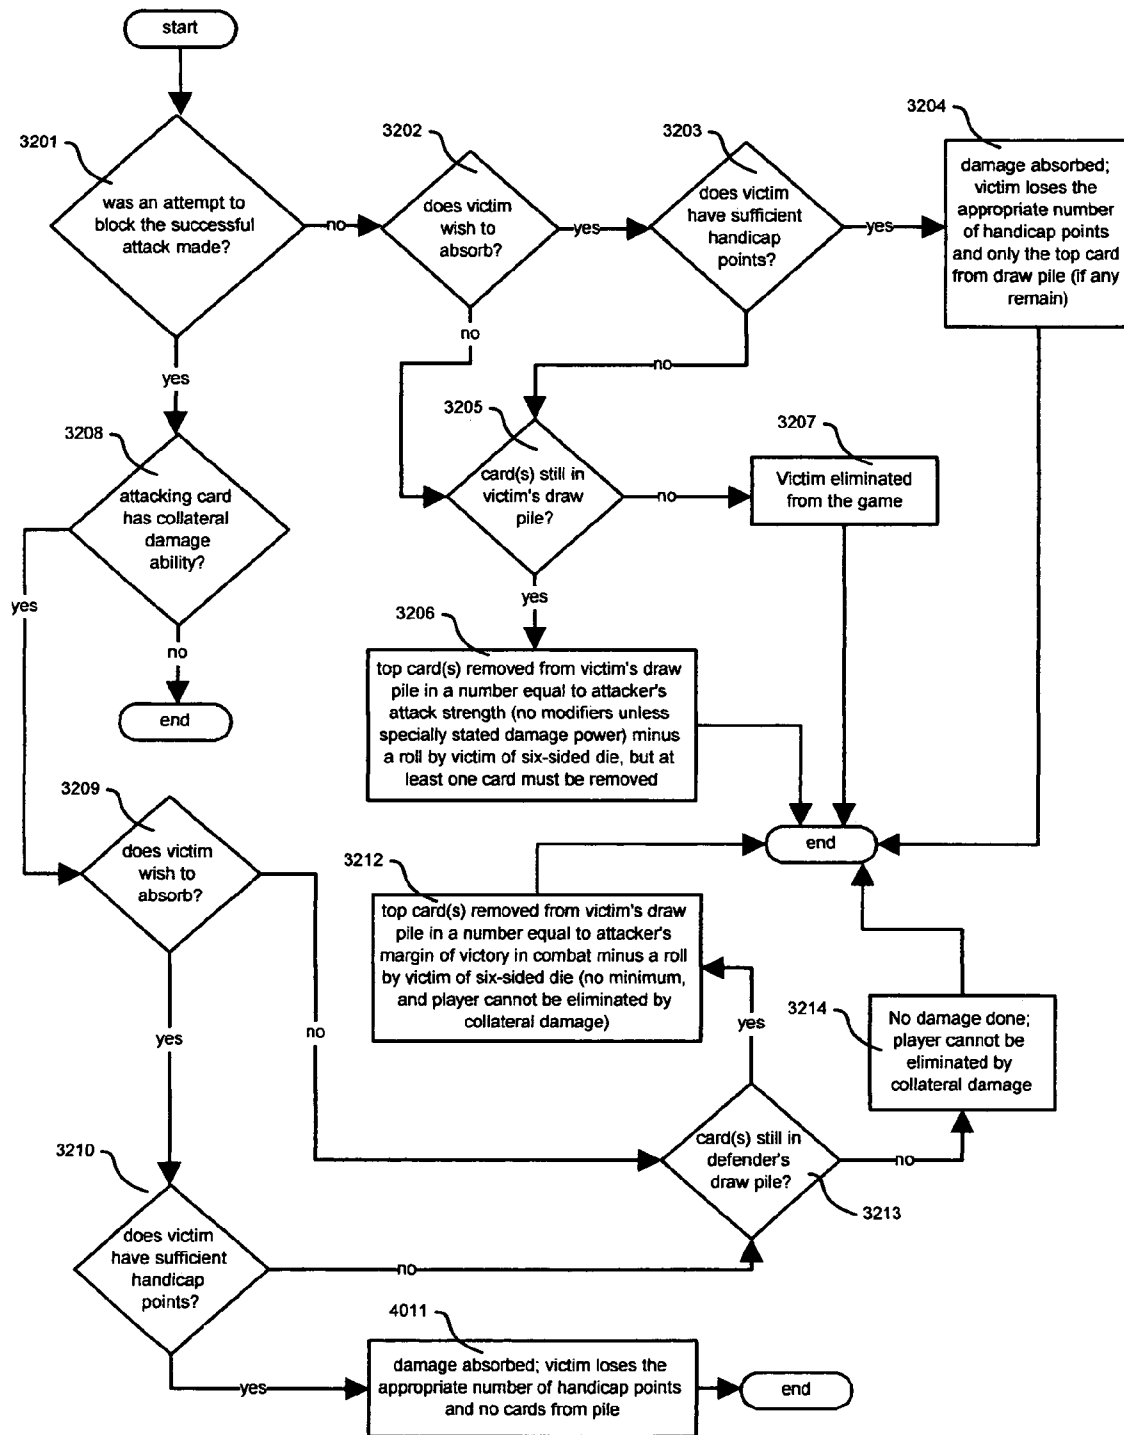 start
3201
was an attempt to
block the successful
attack made?
no
3202
does victim
wish to
absorb?
yes
3203
does victim
have sufficient
handicap
points?
yes
3204
damage absorbed;
victim loses the
appropriate number
of handicap points
and only the top card
from draw pile (if any
remain)
no
no
yes
3205
card(s) still in
victim's draw
pile?
no
3207
Victim eliminated
from the game
3208
attacking card
has collateral
damage
ability?
yes
no
end
yes
3206
top card(s) removed from victim's draw
pile in a number equal to attacker's
attack strength (no modifiers unless
specially stated damage power) minus
a roll by victim of six-sided die, but at
least one card must be removed
end
3209
does victim
wish to
absorb?
no
yes
3212
top card(s) removed from victim's draw
pile in a number equal to attacker's
margin of victory in combat minus a roll
by victim of six-sided die (no minimum,
and player cannot be eliminated by
collateral damage)
yes
3214
No damage done;
player cannot be
eliminated by
collateral damage
card(s) still in
defender's
draw pile?
no
3213
3210
does victim
have sufficient
handicap
points?
no
yes
4011
damage absorbed; victim loses the
appropriate number of handicap points
and no cards from pile
end